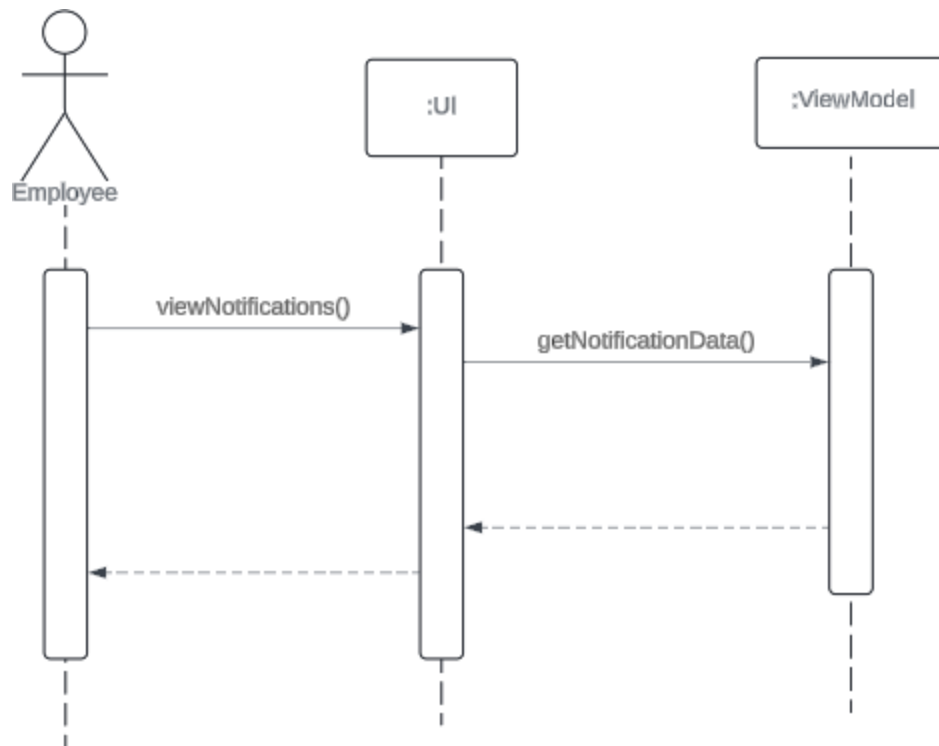 :UI
:ViewModel
Employee
viewNotifications()
getNotificationData()